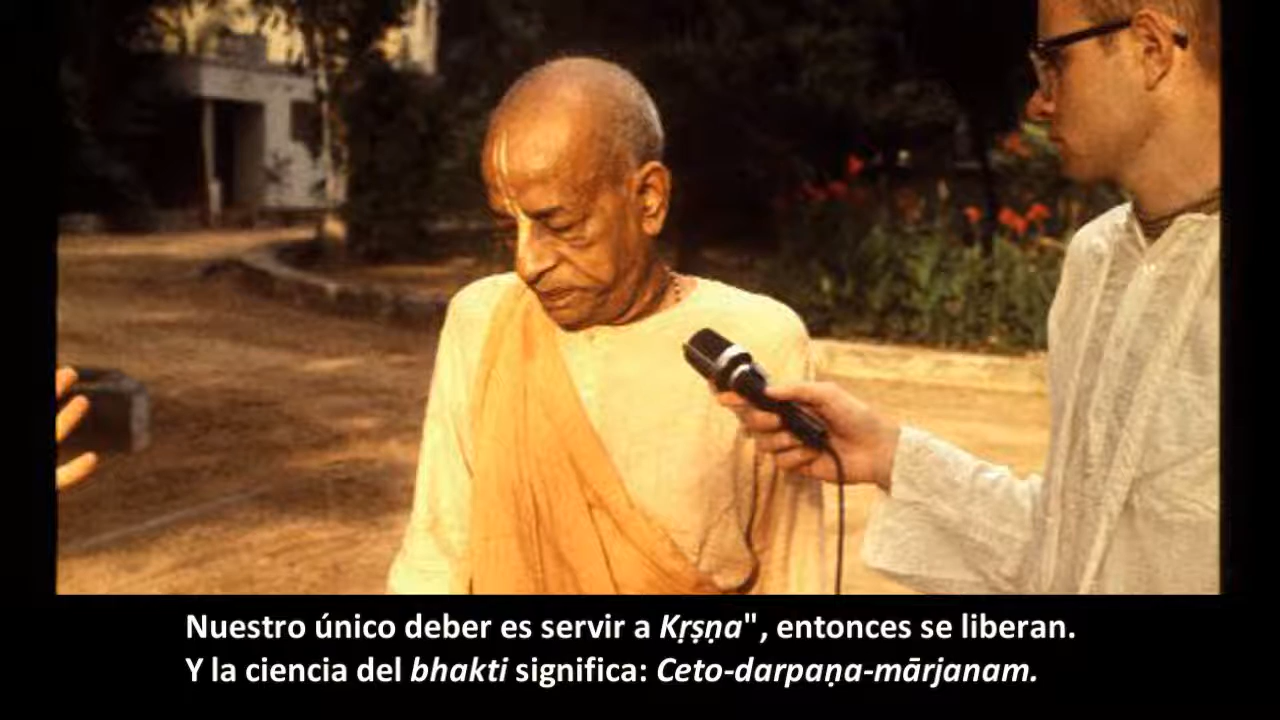 Nuestro único deber es servir a Kṛṣṇa", entonces se liberan.
Y la ciencia del bhakti significa: Ceto-darpaṇa-mārjanam.